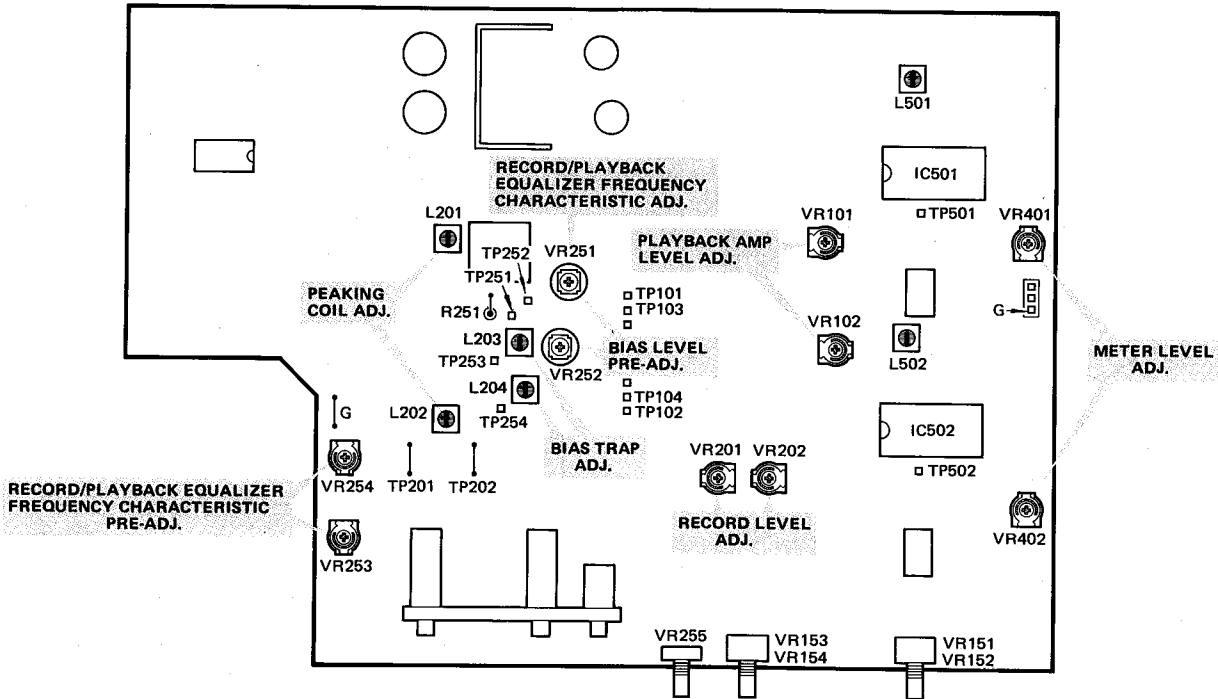 L501
IC501
TP501
RECORD/PLAYBACK
EQUALIZER FREQUENCY
CHARACTERISTIC ADJ.
VR101
VR401
L201
TP252
VR251
PLAYBACK AMP
LEVEL ADJ.
TP251
PEAKING
COIL ADJ.
R251
TP101
TP103
G
VR102
L203
TP253
VR252
BIAS LEVEL
PRE-ADJ.
L502
METER LEVEL
ADJ.
L204
TP254
TP104
TP102
G
L202
IC502
BIAS TRAP
ADJ.
VR201
VR202
TP502
VR254
TP201
TP202
RECORD/PLAYBACK EQUALIZER
FREQUENCY CHARACTERISTIC
PRE-ADJ.
RECORD LEVEL
ADJ.
VR402
VR253
VR255
VR153
VR154
VR151
VR152